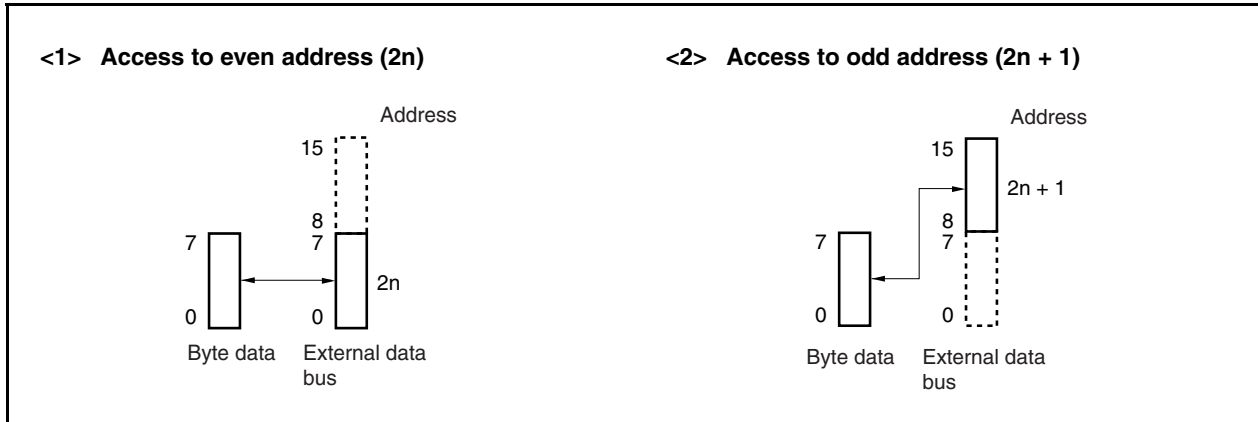 <1> Access to even address (2n)
Address
15
8
7
7
2n
0
0
Byte data
External data
bus
<2> Access to odd address (2n + 1)
Address
15
2n + 1
8
7
7
0
0
Byte data
External data
bus